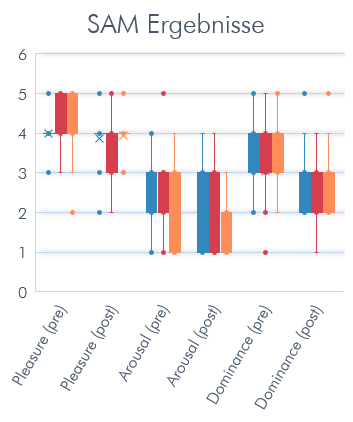 SAM Ergebnisse
6
5
4
3
2
1
0
Pleasure (pre)
Pleasure (post)
Arousal (pre)
Arousal (post)
Dominance (pre)
Dominance (post)